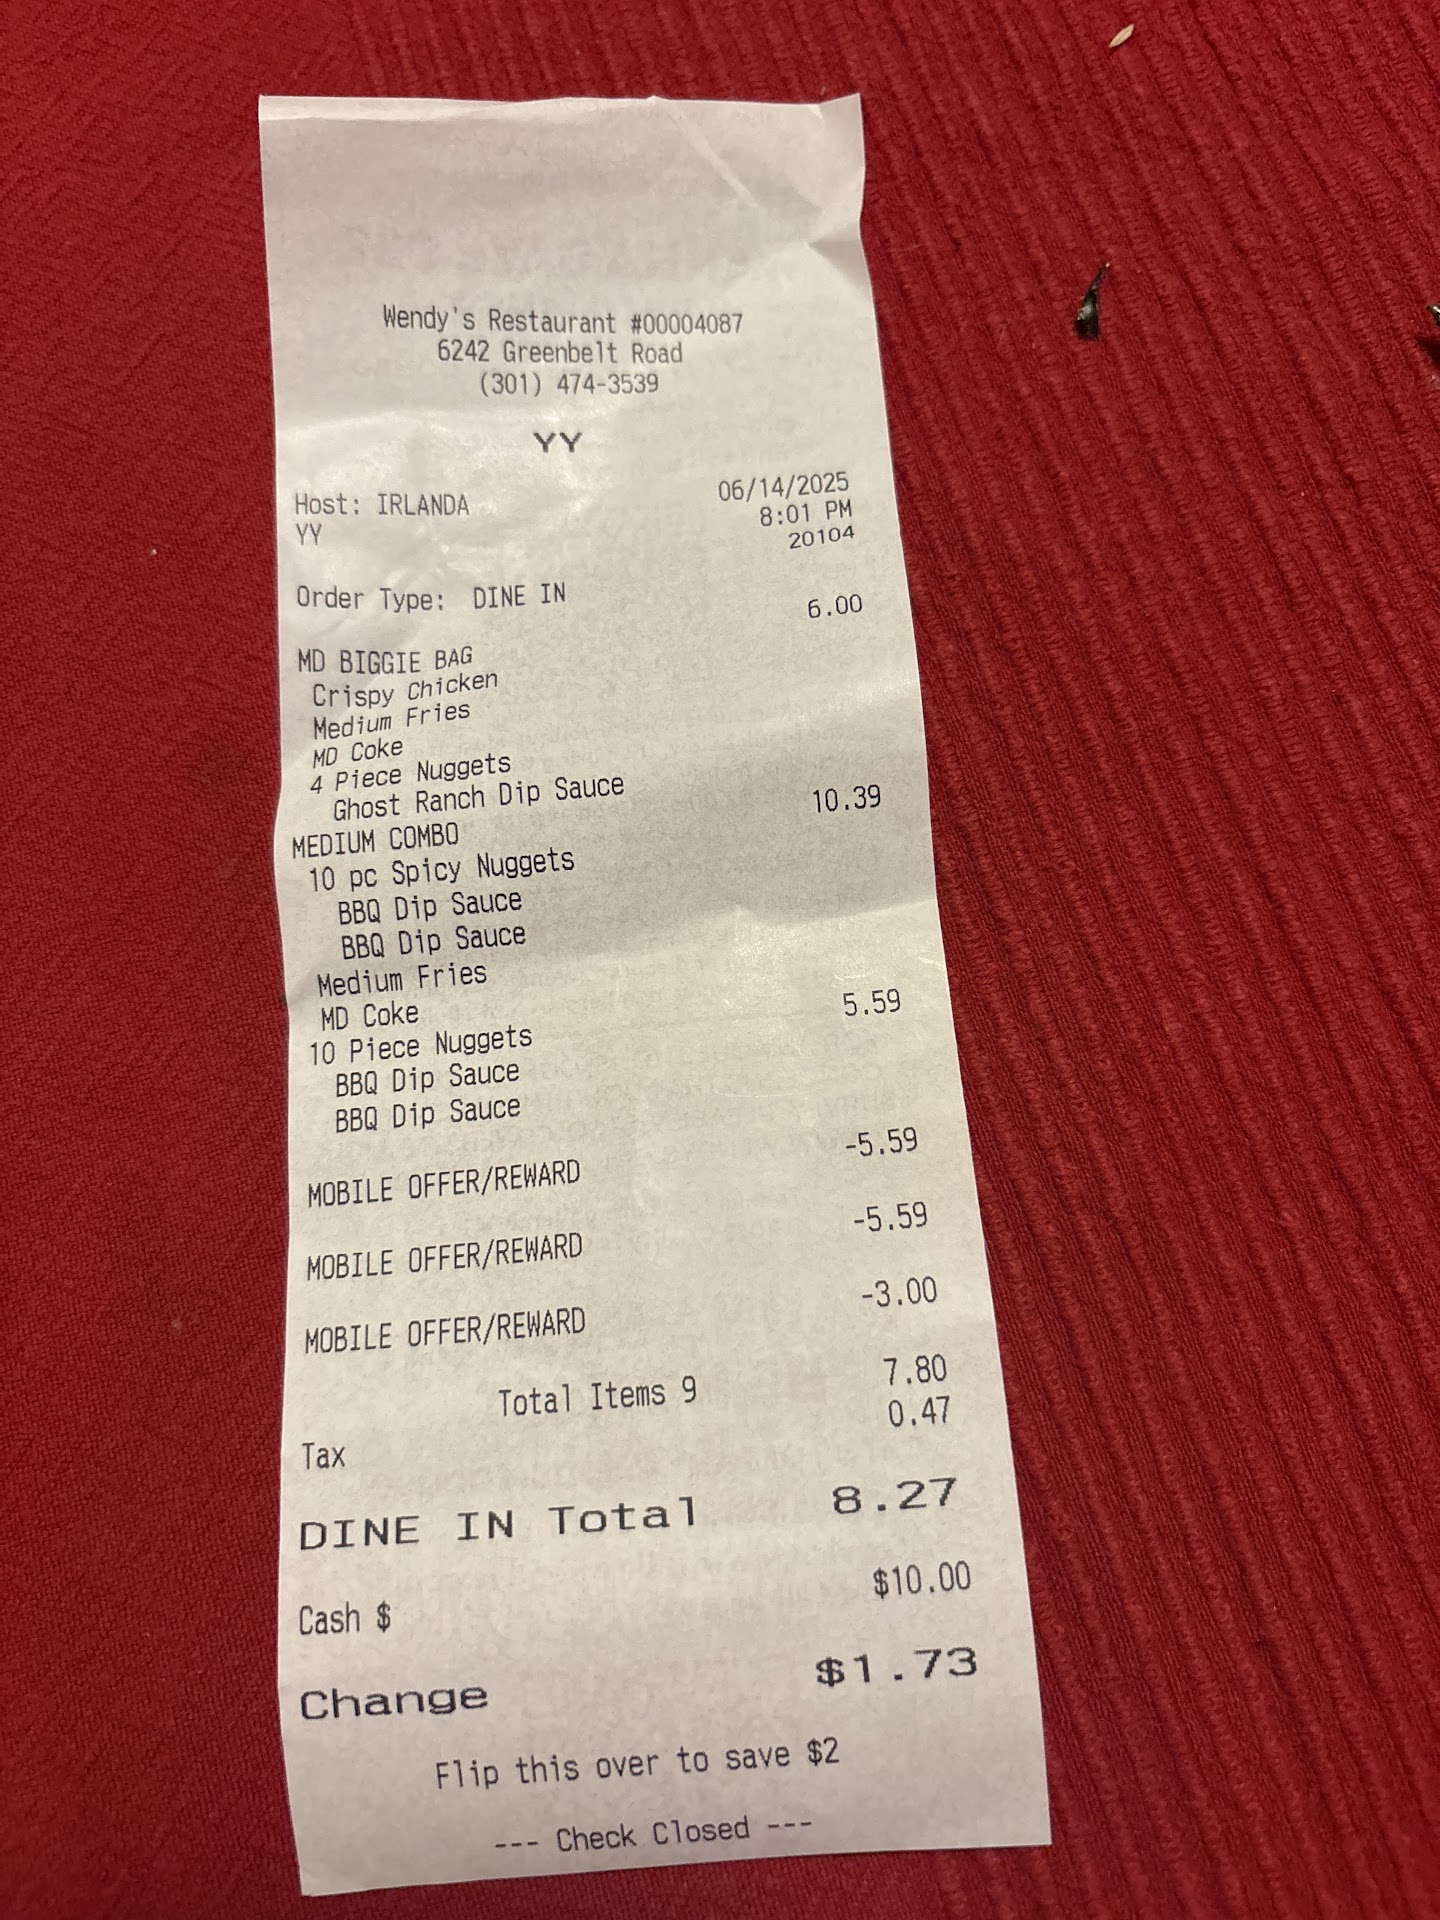 Wendy's Restaurant #00004087
6242 Greenbelt Road
(301) 474-3539
YY
Host: IRLANDA 06/14/2025
YY 8:01 PM
20104
Order Type: DINE IN
MD BIGGIE BAG 6.00
Crispy Chicken
Medium Fries
MD Coke
4 Piece Nuggets
Ghost Ranch Dip Sauce
MEDIUM COMBO 10.39
10 pc Spicy Nuggets
BBQ Dip Sauce
BBQ Dip Sauce
Medium Fries
MD Coke
10 Piece Nuggets 5.59
BBQ Dip Sauce
BBQ Dip Sauce
MOBILE OFFER/REWARD -5.59
MOBILE OFFER/REWARD -5.59
MOBILE OFFER/REWARD -3.00
Total Items 9 7.80
Tax 0.47
DINE IN Total 8.27
Cash $ $10.00
Change $1.73
Flip this over to save $2
--- Check Closed ---